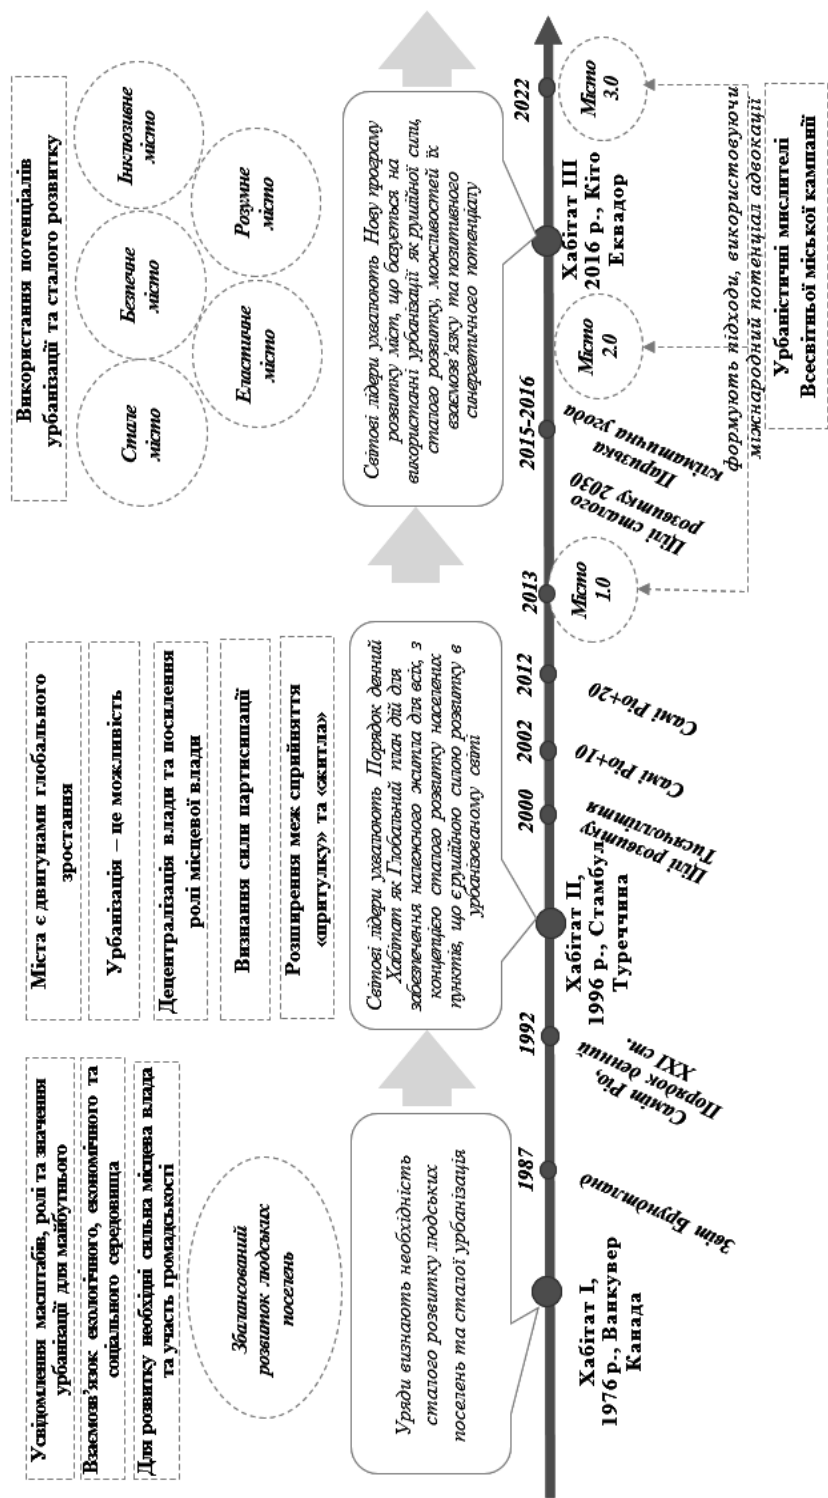 Усвідомлення масштабів, ролі та значення
урбанізації для майбутнього
Взаємозв'язок екологічного, економічного та
соціального середовища
Для розвитку необхідні сильна місцева влада
та участь громадськості
Збалансований
розвиток людських
поселень
Уряди визнають необхідність
сталого розвитку людських
поселень та сталої урбанізація
Хабітат І,
1976 р., Ванкувер
Канада
1987
Звіт Брундтланд
1992
Саміт Ріо,
Порядок денний
XXI ст.
Міста є двигунами глобального
зростання
Урбанізація – це можливість
Децентралізація влади та посилення
ролі місцевої влади
Визнання сили партисипації
Розширення меж сприйняття
«притулку» та «житла»
Світові лідери ухвалюють Порядок денний
Хабітат як Глобальний план дій для
забезпечення належного житла для всіх, з
концепцією сталого розвитку населених
пунктів, що є рушійною силою розвитку в
урбанізованому світі
Хабітат ІІ,
1996 р., Стамбул,
Туреччина
2000
Цілі розвитку
Тисячоліття
2002
Самі Ріо+10
2012
Самі Ріо+20
2013
Місто
1.0
Використання потенціалів
урбанізації та сталого розвитку
Стале
місто
Безпечне
місто
Інклюзивне
місто
Еластичне
місто
Розумне
місто
Світові лідери ухвалюють Нову програму
розвитку міст, що базується на
використанні урбанізації як рушійної сили,
сталого розвитку, можливостей їх
взаємозв'язку та позитивного
синергетичного потенціалу
2015-2016
Цілі сталого
розвитку 2030
Паризька
кліматична угода
Місто
2.0
Хабітат ІІІ
2016 р., Кіто
Еквадор
2022
Місто
3.0
формують підходи, використовуючи
міжнародний потенціал адвокації
Урбаністичні мислителі
Всесвітньої міської кампанії